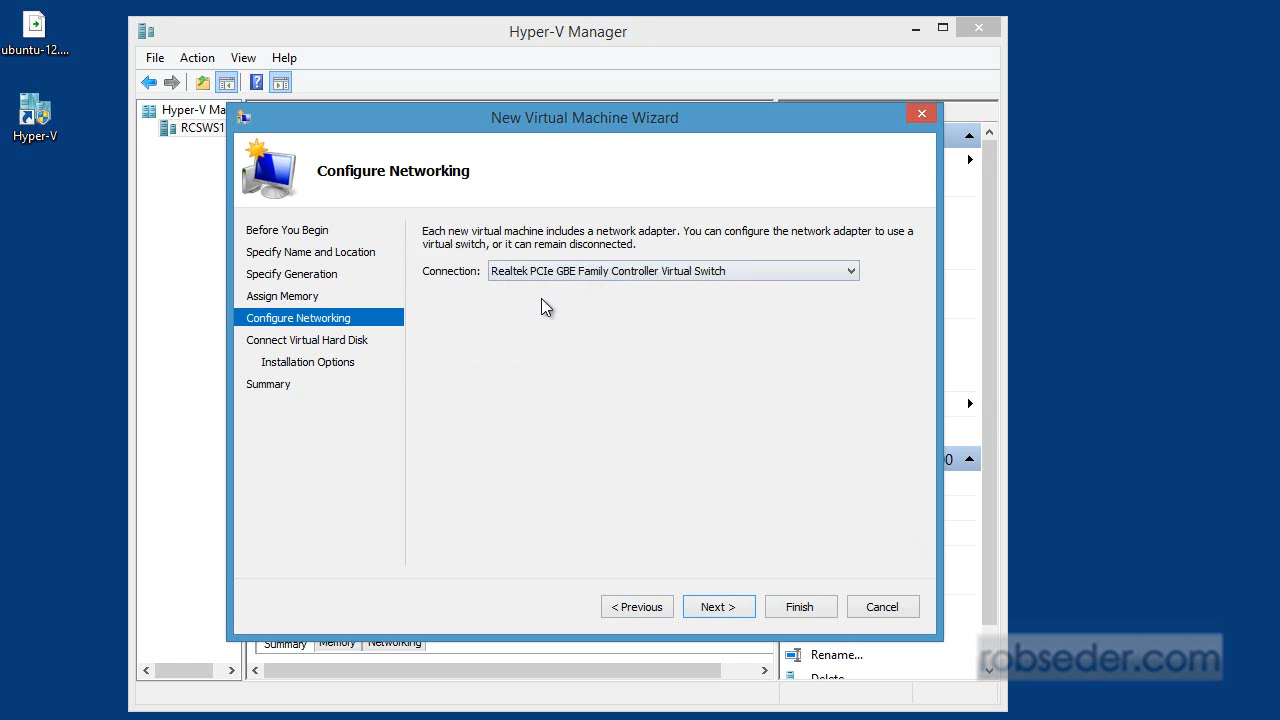 ubuntu-12....
Hyper-V
Hyper-V Manager
File Action View Help
Hyper-V Ma
RCSWS1
New Virtual Machine Wizard
Configure Networking
Before You Begin
Specify Name and Location
Specify Generation
Assign Memory
Configure Networking
Connect Virtual Hard Disk
Installation Options
Summary
Each new virtual machine includes a network adapter. You can configure the network adapter to use a
virtual switch, or it can remain disconnected.
Connection: Realtek PCIe GBE Family Controller Virtual Switch
< Previous Next > Finish Cancel
Summary Memory Networking
Rename...
Delete...
robseder.com